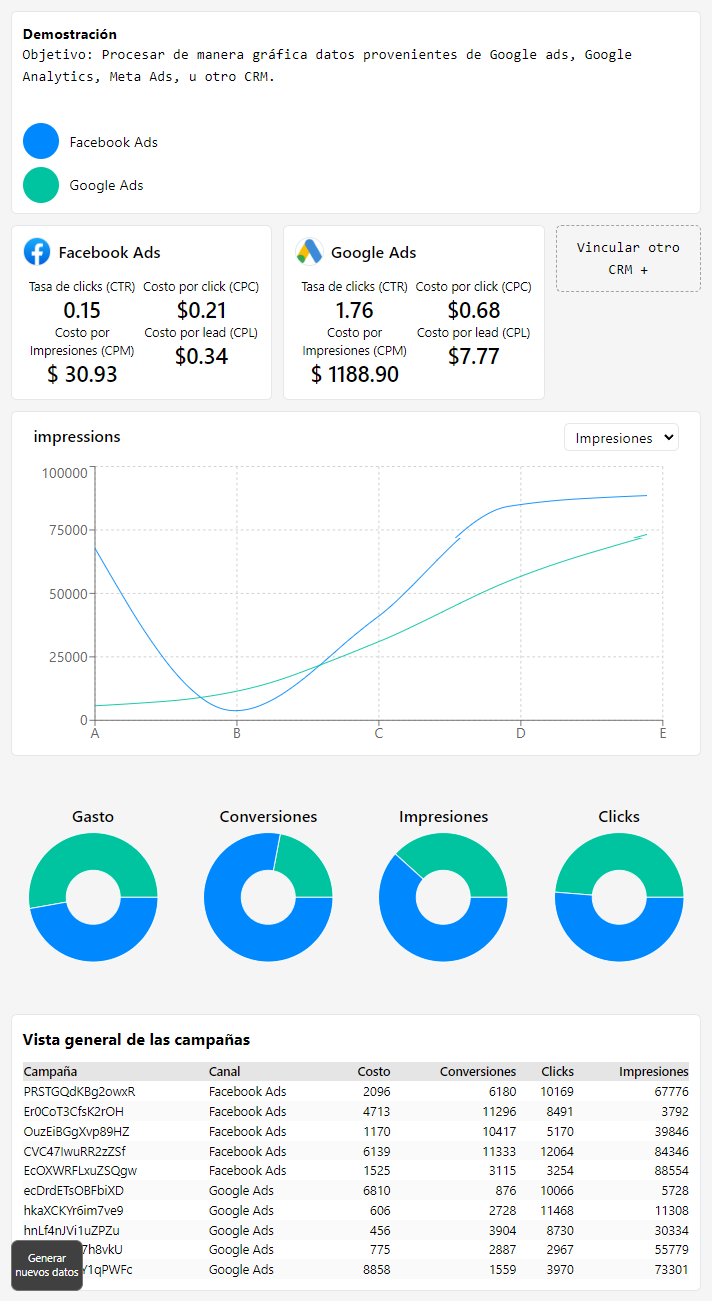 Demostración
Objetivo: Procesar de manera gráfica datos provenientes de Google ads, Google
Analytics, Meta Ads, u otro CRM.
Facebook Ads
Google Ads
Facebook Ads
Tasa de clicks (CTR) Costo por click (CPC)
0.15 $0.21
Costo por Costo por lead (CPL)
Impresiones (CPM) $0.34
$ 30.93
Google Ads
Tasa de clicks (CTR) Costo por click (CPC)
1.76 $0.68
Costo por Costo por lead (CPL)
Impresiones (CPM) $7.77
$ 1188.90
Vincular otro
CRM +
impressions Impresiones
100000
75000
50000
25000
0
A B C D E
Gasto Conversiones Impresiones Clicks
Vista general de las campañas
Campaña Canal Costo Conversiones Clicks Impresiones
PRSTGQdKBg2owxR Facebook Ads 2096 6180 10169 67776
Er0CoT3CfsK2rOH Facebook Ads 4713 11296 8491 3792
OuzEiBGgXvp89HZ Facebook Ads 1170 10417 5170 39846
CVC47IwuRR2zZSf Facebook Ads 6139 11333 12064 84346
EcOXWRFLxuZSQgw Facebook Ads 1525 3115 3254 88554
ecDrdETsOBFbiXD Google Ads 6810 876 10066 5728
hkaXCKYr6im7ve9 Google Ads 606 2728 11468 11308
hnLf4nJVi1uZPZu Google Ads 456 3904 8730 30334
7h8vkU Google Ads 775 2887 2967 55779
Y1qPWFc Google Ads 8858 1559 3970 73301
Generar
nuevos datos